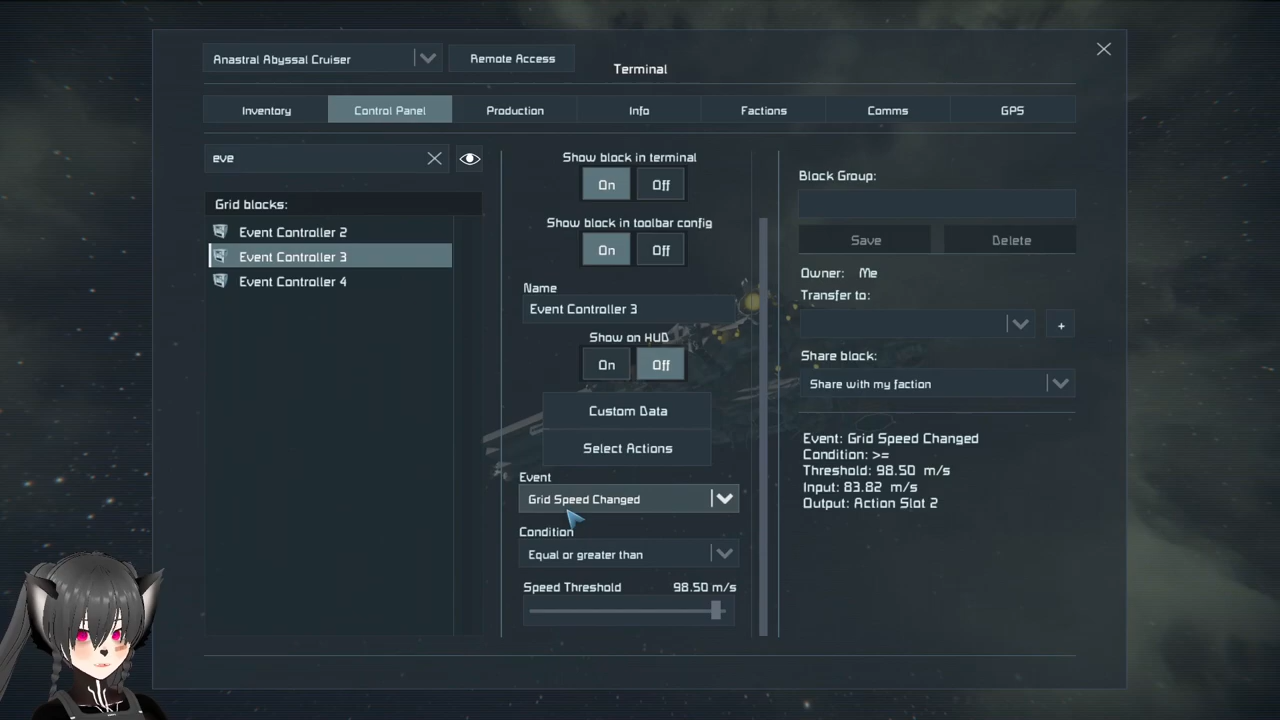 Anastral Abyssal Cruiser
Remote Access
Terminal
Inventory
Control Panel
Production
Info
Factions
Comms
GPS
eve
Grid blocks:
Event Controller 2
Event Controller 3
Event Controller 4
Show block in terminal
On
Off
Show block in toolbar config
On
Off
Name
Event Controller 3
Show on HUD
On
Off
Custom Data
Select Actions
Event
Grid Speed Changed
Condition
Equal or greater than
Speed Threshold 98.50 m/s
Block Group:
Save
Delete
Owner: Me
Transfer to:
+
Share block:
Share with my faction
Event: Grid Speed Changed
Condition: >=
Threshold: 98.50 m/s
Input: 83.82 m/s
Output: Action Slot 2